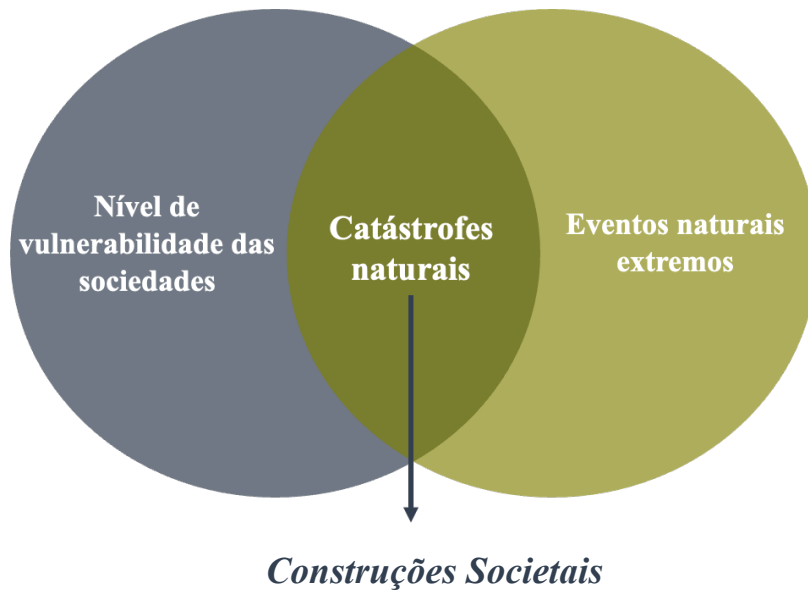 Nível de
vulnerabilidade das
sociedades
Catástrofes
naturais
Eventos naturais
extremos
Construções Societais